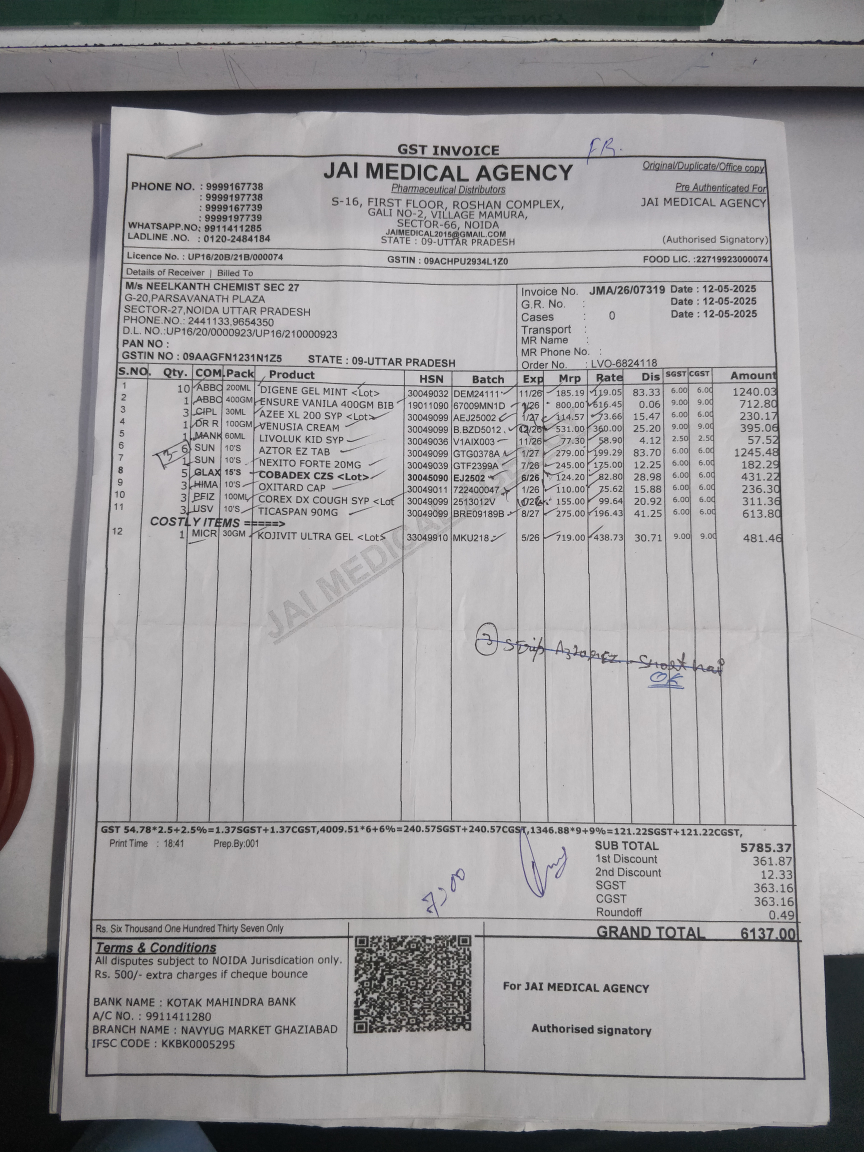 GST INVOICE
FR.
Original/Duplicate/Office copy
JAI MEDICAL AGENCY
Pharmaceutical Distributors
S-16, FIRST FLOOR, ROSHAN COMPLEX,
GALI NO-2, VILLAGE MAMURA,
SECTOR-66, NOIDA
JAIMEDICAL2015@GMAIL.COM
STATE : 09-UTTAR PRADESH
PHONE NO. : 9999167738
: 9999197738
: 9999167739
: 9999197739
WHATSAPP.NO: 9911411285
LADLINE .NO. : 0120-2484184
Pre Authenticated For
JAI MEDICAL AGENCY
(Authorised Signatory)
Licence No. : UP16/20B/21B/000074 GSTIN : 09ACHPU2934L1Z0 FOOD LIC. :22719923000074
Details of Receiver | Billed To
M/s NEELKANTH CHEMIST SEC 27
G-20,PARSAVANATH PLAZA
SECTOR-27,NOIDA UTTAR PRADESH
PHONE.NO.: 2441133,9654350
D.L. NO.:UP16/20/0000923/UP16/210000923
PAN NO :
GSTIN NO : 09AAGFN1231N1Z5 STATE : 09-UTTAR PRADESH
Invoice No. JMA/26/07319 Date : 12-05-2025
G.R. No. : Date : 12-05-2025
Cases : 0 Date : 12-05-2025
Transport :
MR Name :
MR Phone No. :
Order No. : LVO-6824118
S.NO. Qty. COM. Pack Product HSN Batch Exp Mrp Rate Dis SGST CGST Amount
1 10 ABBO 200ML DIGENE GEL MINT <Lot> 30049032 DEM24111 11/26 185.19 119.05 83.33 6.00 6.00 1240.03
2 1 ABBO 400GM ENSURE VANILA 400GM BIB 19011090 67009MN1D 800.00 616.45 0.06 9.00 9.00 712.80
3 3 CIPL 30ML AZEE XL 200 SYP <Lot> 30049099 AEJ25002 1/27 114.57 73.66 15.47 6.00 6.00 230.17
4 1 OR R 100GM VENUSIA CREAM 30049099 B.BZD5012 12/26 531.00 360.00 25.20 9.00 9.00 395.06
5 1 MANK 60ML LIVOLUK KID SYP 30049036 V1AIX003 11/26 77.30 58.90 4.12 2.50 2.50 57.52
6 SUN 10'S AZTOR EZ TAB 30049099 GTG0378A 1/27 279.00 199.29 83.70 6.00 6.00 1245.48
7 1 SUN 10'S NEXITO FORTE 20MG 30049039 GTF2399A 7/26 245.00 175.00 12.25 6.00 6.00 182.29
8 5 GLAX 15'S COBADEX CZS <Lot> 30045090 EJ2502 6/26 124.20 82.80 28.98 6.00 6.00 431.22
9 3 HIMA 10'S OXITARD CAP 30049011 722400047 1/26 110.00 75.62 15.88 6.00 6.00 236.30
10 3 PFIZ 100ML COREX DX COUGH SYP <Lot 30049099 2513012V 155.00 99.64 20.92 6.00 6.00 311.36
11 3 USV 10'S TICASPAN 90MG 30049099 BRE09189B 8/27 275.00 196.43 41.25 6.00 6.00 613.80
COSTLY ITEMS =====>
12 1 MICR 30GM KOJIVIT ULTRA GEL <Lot> 33049910 MKU218 5/26 719.00 438.73 30.71 9.00 9.00 481.46
JAI MEDICAL AGENCY
OK
GST 54.78*2.5+2.5%=1.37SGST+1.37CGST,4009.51*6+6%=240.57SGST+240.57CGST,1346.88*9+9%=121.22SGST+121.22CGST,
Print Time : 18:41 Prep.By:001
SUB TOTAL 5785.37
1st Discount 361.87
2nd Discount 12.33
SGST 363.16
CGST 363.16
Roundoff 0.49
GRAND TOTAL 6137.00
Rs. Six Thousand One Hundred Thirty Seven Only
Terms & Conditions
All disputes subject to NOIDA Jurisdication only.
Rs. 500/- extra charges if cheque bounce
BANK NAME : KOTAK MAHINDRA BANK
A/C NO. : 9911411280
BRANCH NAME : NAVYUG MARKET GHAZIABAD
IFSC CODE : KKBK0005295
For JAI MEDICAL AGENCY
Authorised signatory